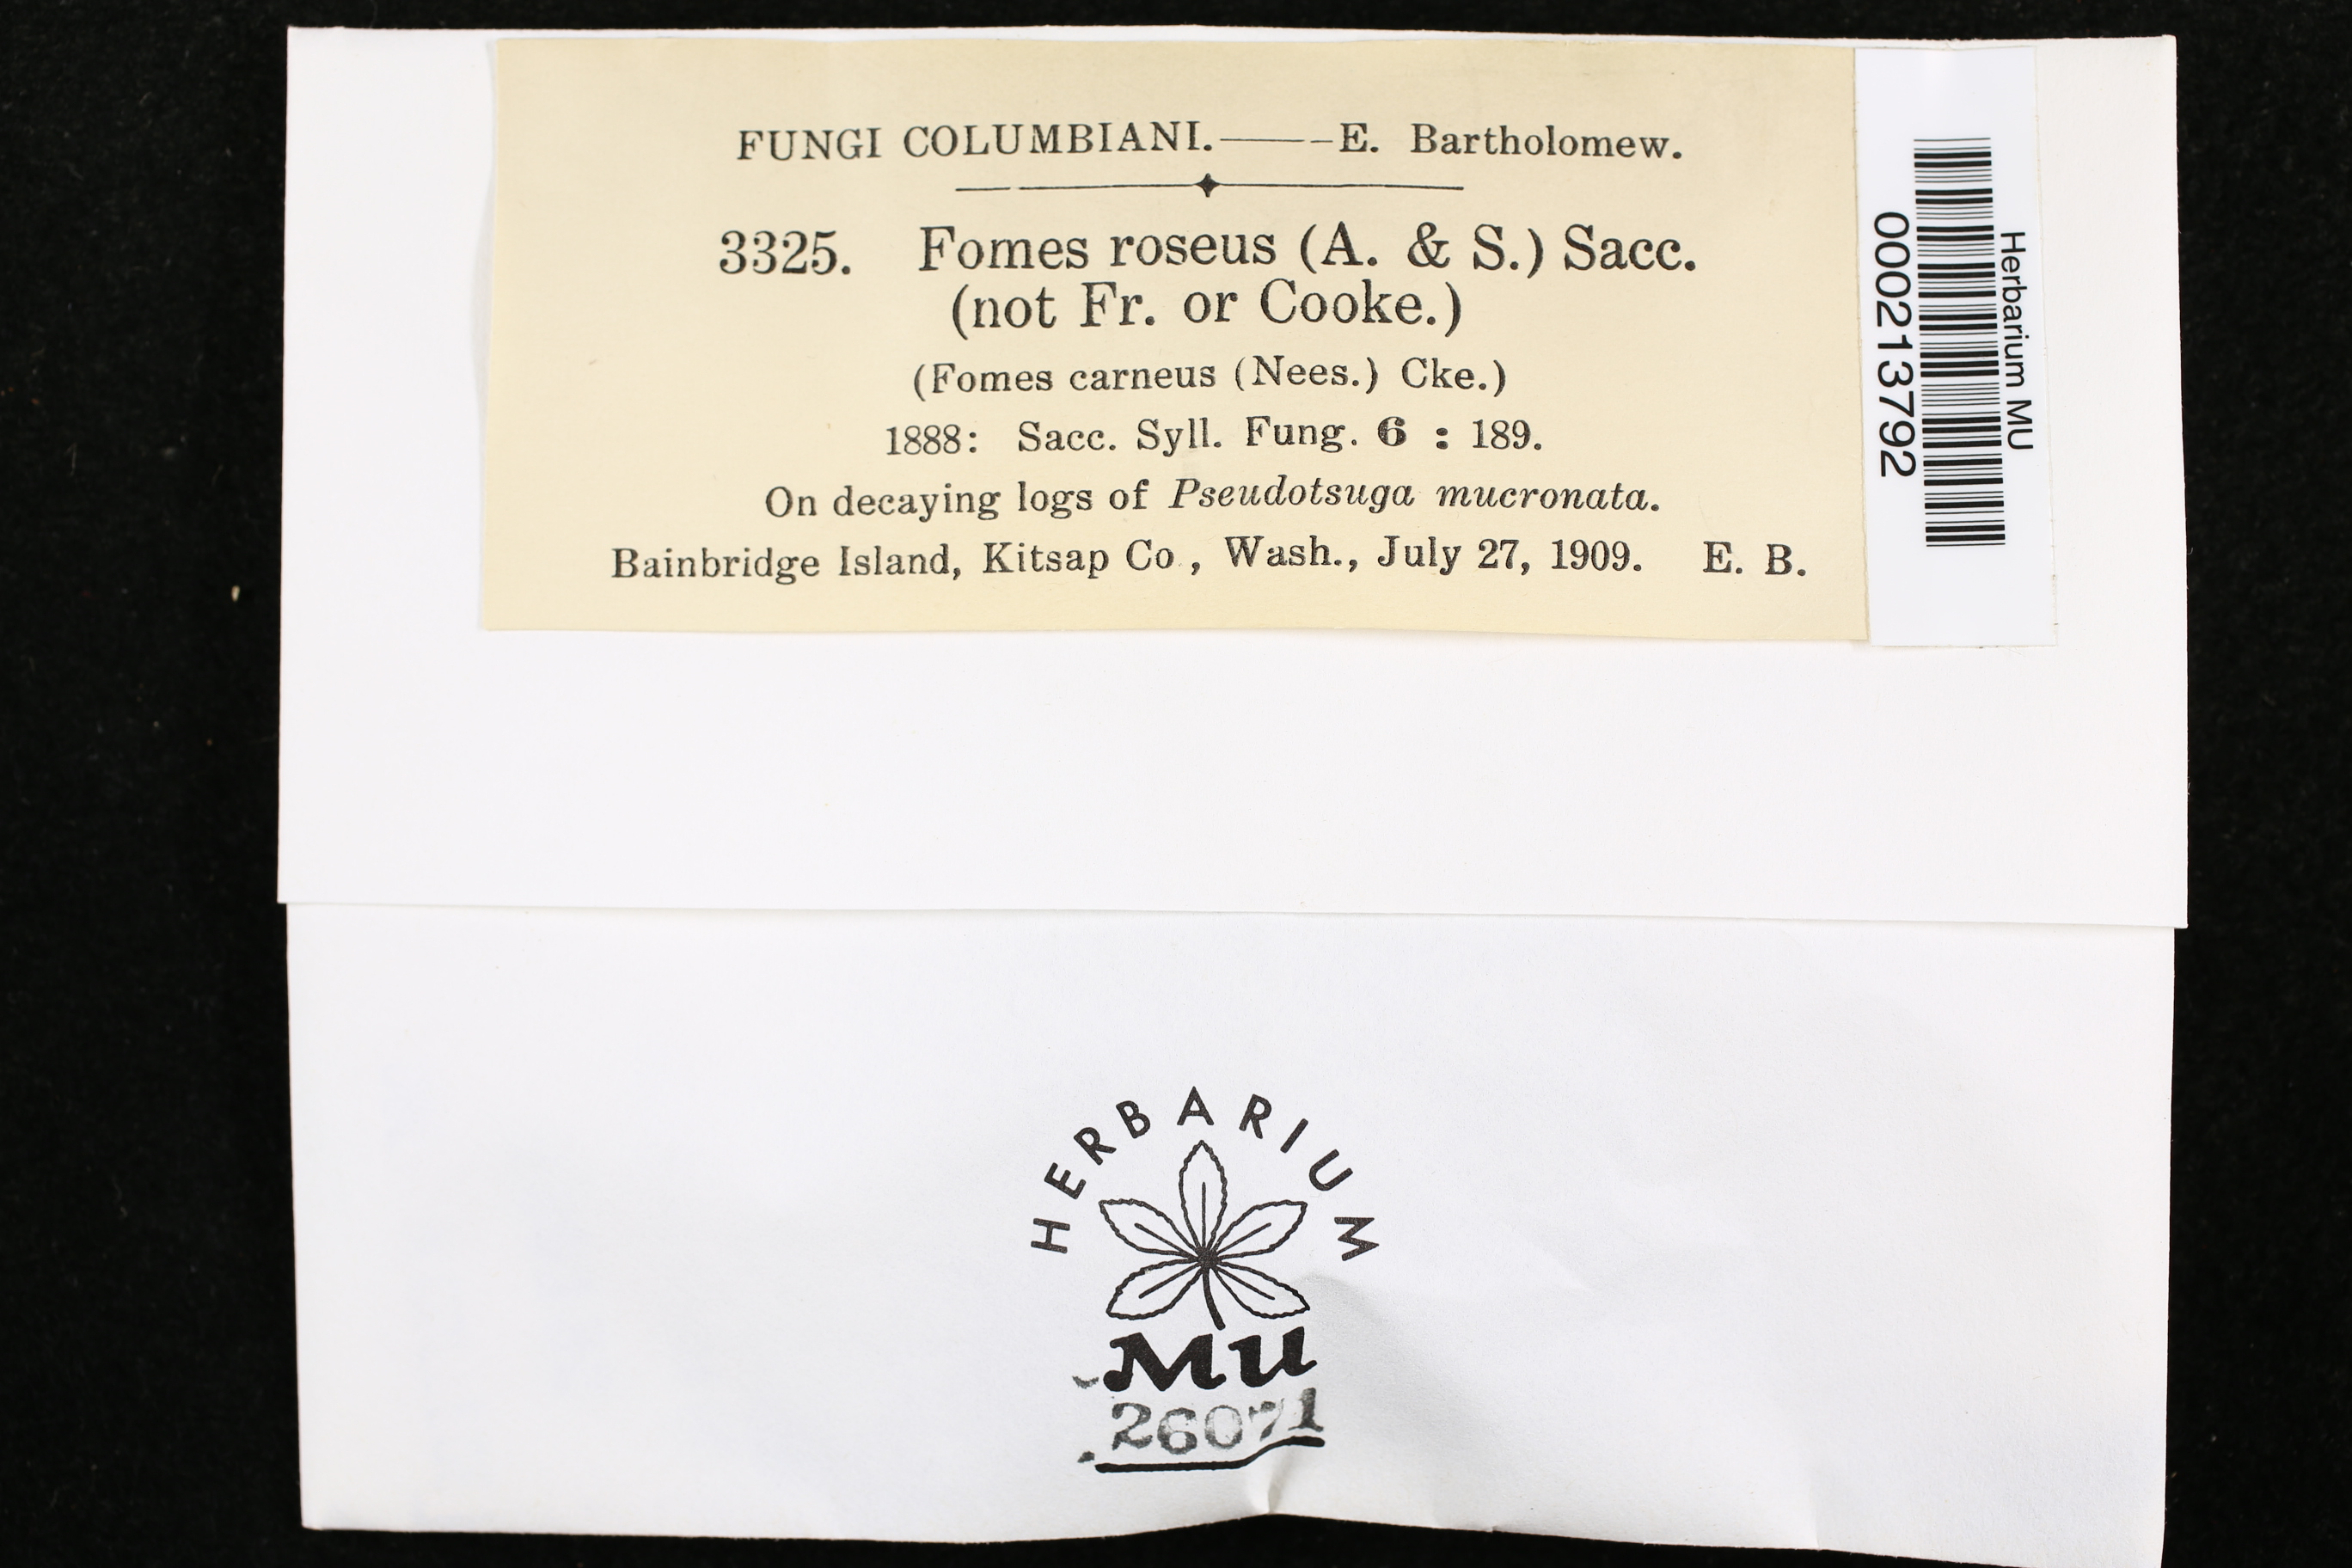 FUNGI COLUMBIANI.——–E. Bartholomew.
3325. Fomes roseus (A. & S.) Sacc.
(not Fr. or Cooke.)
(Fomes carneus (Nees.) Cke.)
1888: Sacc. Syll. Fung. 6 : 189.
On decaying logs of Pseudotsuga mucronata.
Bainbridge Island, Kitsap Co., Wash., July 27, 1909. E. B.
Herbarium MU
000213792
HERBARIUM
MU
26071